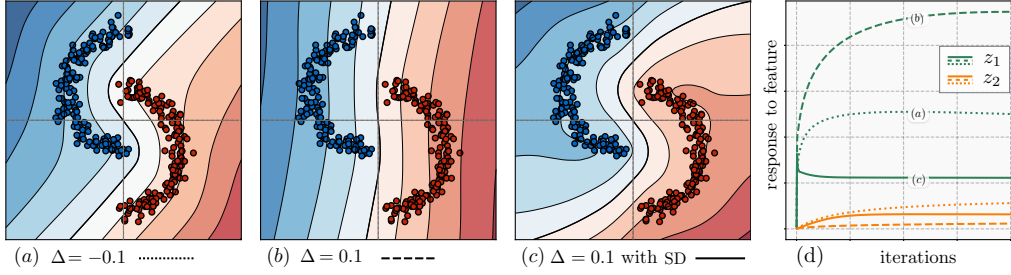 (b)
z₁
z₂
(a)
(c)
response to feature
(a) Δ = −0.1
(b) Δ = 0.1
(c) Δ = 0.1 with SD
(d)
iterations